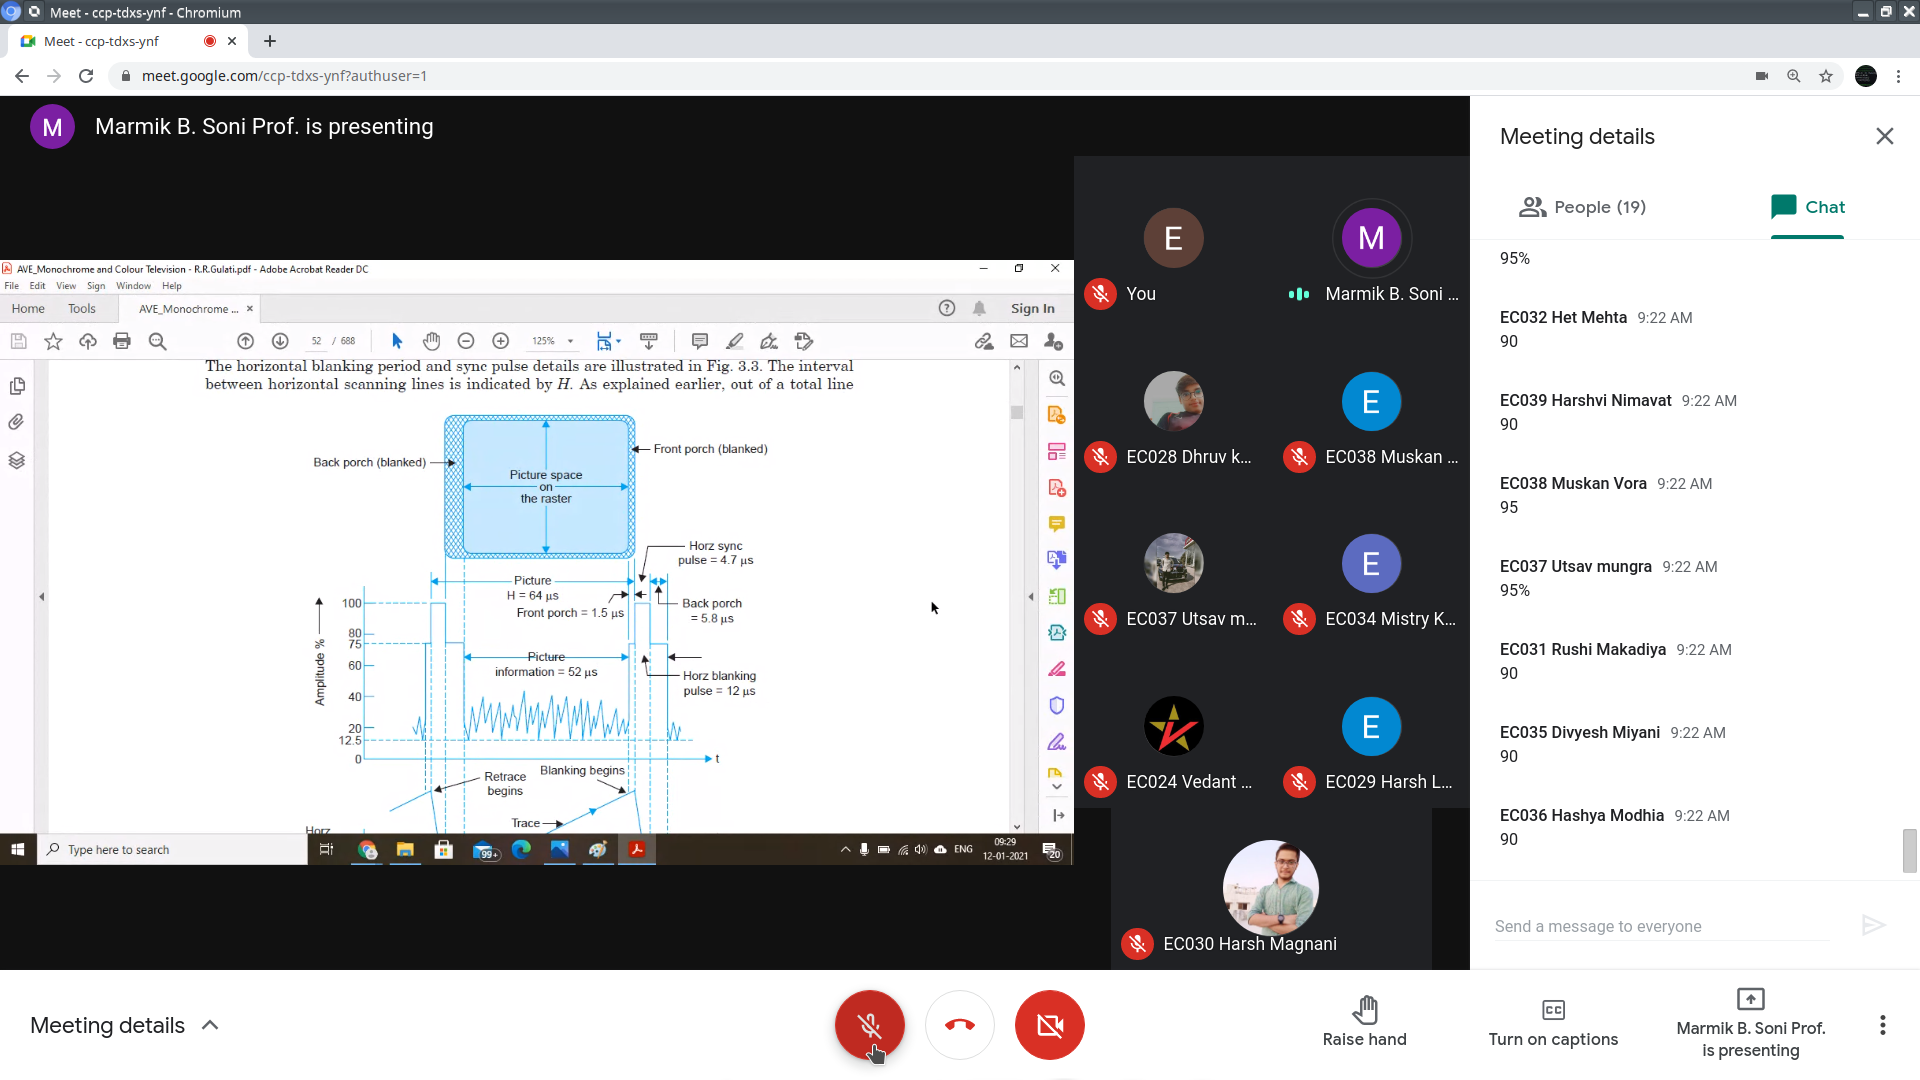 Meet - ccp-tdxs-ynf - Chromium
Meet - ccp-tdxs-ynf
meet.google.com/ccp-tdxs-ynf?authuser=1
M
Marmik B. Soni Prof. is presenting
AVE_Monochrome and Colour Television - R.R.Gulati.pdf - Adobe Acrobat Reader DC
File Edit View Sign Window Help
Home Tools AVE_Monochrome ... Sign In
52 / 688 125%
The horizontal blanking period and sync pulse details are illustrated in Fig. 3.3. The interval
between horizontal scanning lines is indicated by H. As explained earlier, out of a total line
Back porch (blanked)
Front porch (blanked)
Picture space
on
the raster
Horz sync
pulse = 4.7 μs
Picture
H = 64 μs
Front porch = 1.5 μs
Back porch
= 5.8 μs
Amplitude %
100
80
75
60
40
20
12.5
0
Picture
information = 52 μs
Horz blanking
pulse = 12 μs
t
Retrace
begins
Blanking begins
Trace
Horz
Type here to search
99+
ENG
09:29
12-01-2021
20
E
You
M
Marmik B. Soni ...
EC028 Dhruv k...
E
EC038 Muskan ...
EC037 Utsav m...
E
EC034 Mistry K...
EC024 Vedant ...
E
EC029 Harsh L...
EC030 Harsh Magnani
Meeting details
People (19)
Chat
95%
EC032 Het Mehta 9:22 AM
90
EC039 Harshvi Nimavat 9:22 AM
90
EC038 Muskan Vora 9:22 AM
95
EC037 Utsav mungra 9:22 AM
95%
EC031 Rushi Makadiya 9:22 AM
90
EC035 Divyesh Miyani 9:22 AM
90
EC036 Hashya Modhia 9:22 AM
90
Send a message to everyone
Meeting details
Raise hand
CC
Turn on captions
Marmik B. Soni Prof.
is presenting